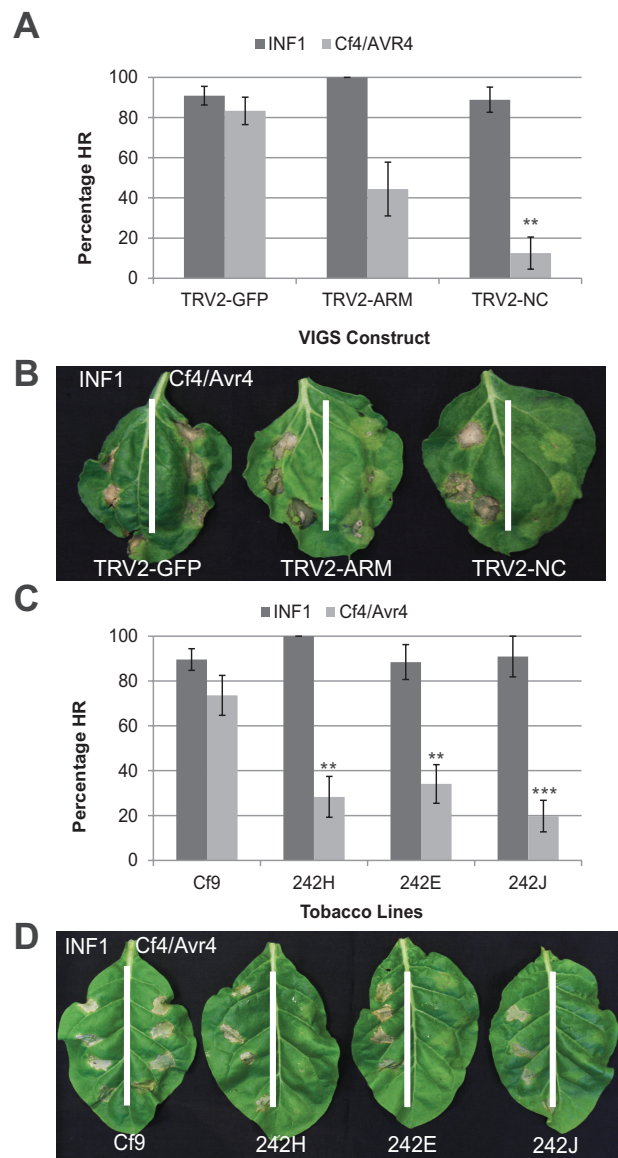 A
INF1 Cf4/AVR4
Percentage HR
100
80
60
40
20
0
**
TRV2-GFP TRV2-ARM TRV2-NC
VIGS Construct
B
INF1 Cf4/Avr4
TRV2-GFP TRV2-ARM TRV2-NC
C
INF1 Cf4/Avr4
Percentage HR
100
80
60
40
20
0
** ** ***
Cf9 242H 242E 242J
Tobacco Lines
D
INF1 Cf4/Avr4
Cf9 242H 242E 242J